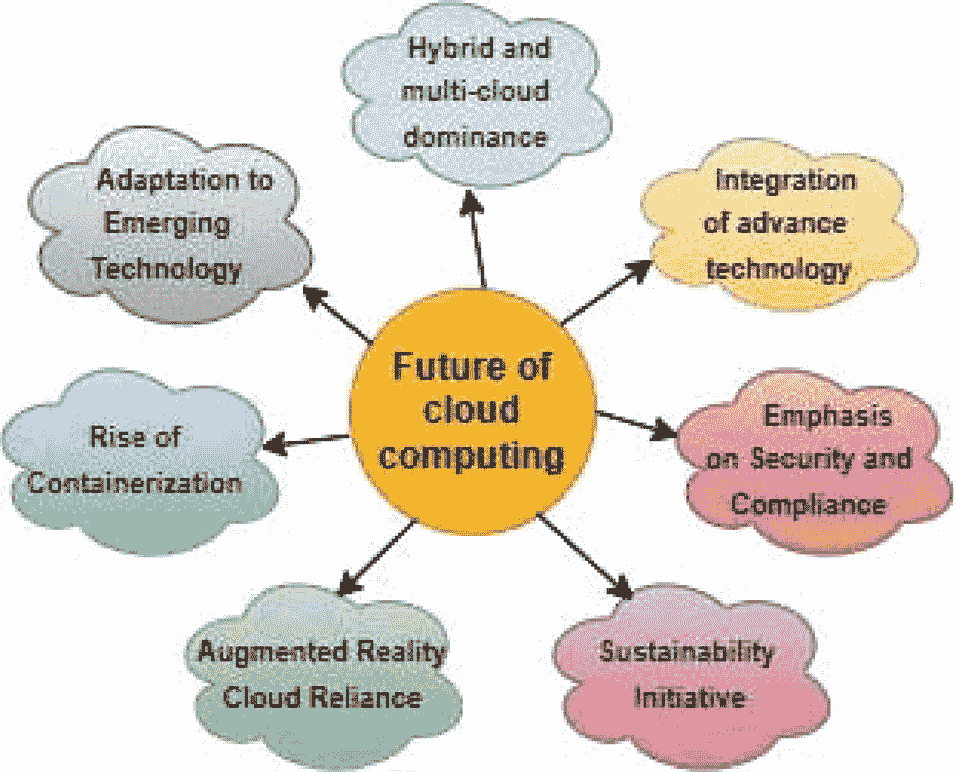 Hybrid and
multi-cloud
dominance
Adaptation to
Emerging
Technology
Integration
of advance
technology
Future of
cloud
computing
Rise of
Containerization
Emphasis
on Security and
Compliance
Augmented Reality
Cloud Reliance
Sustainability
Initiative